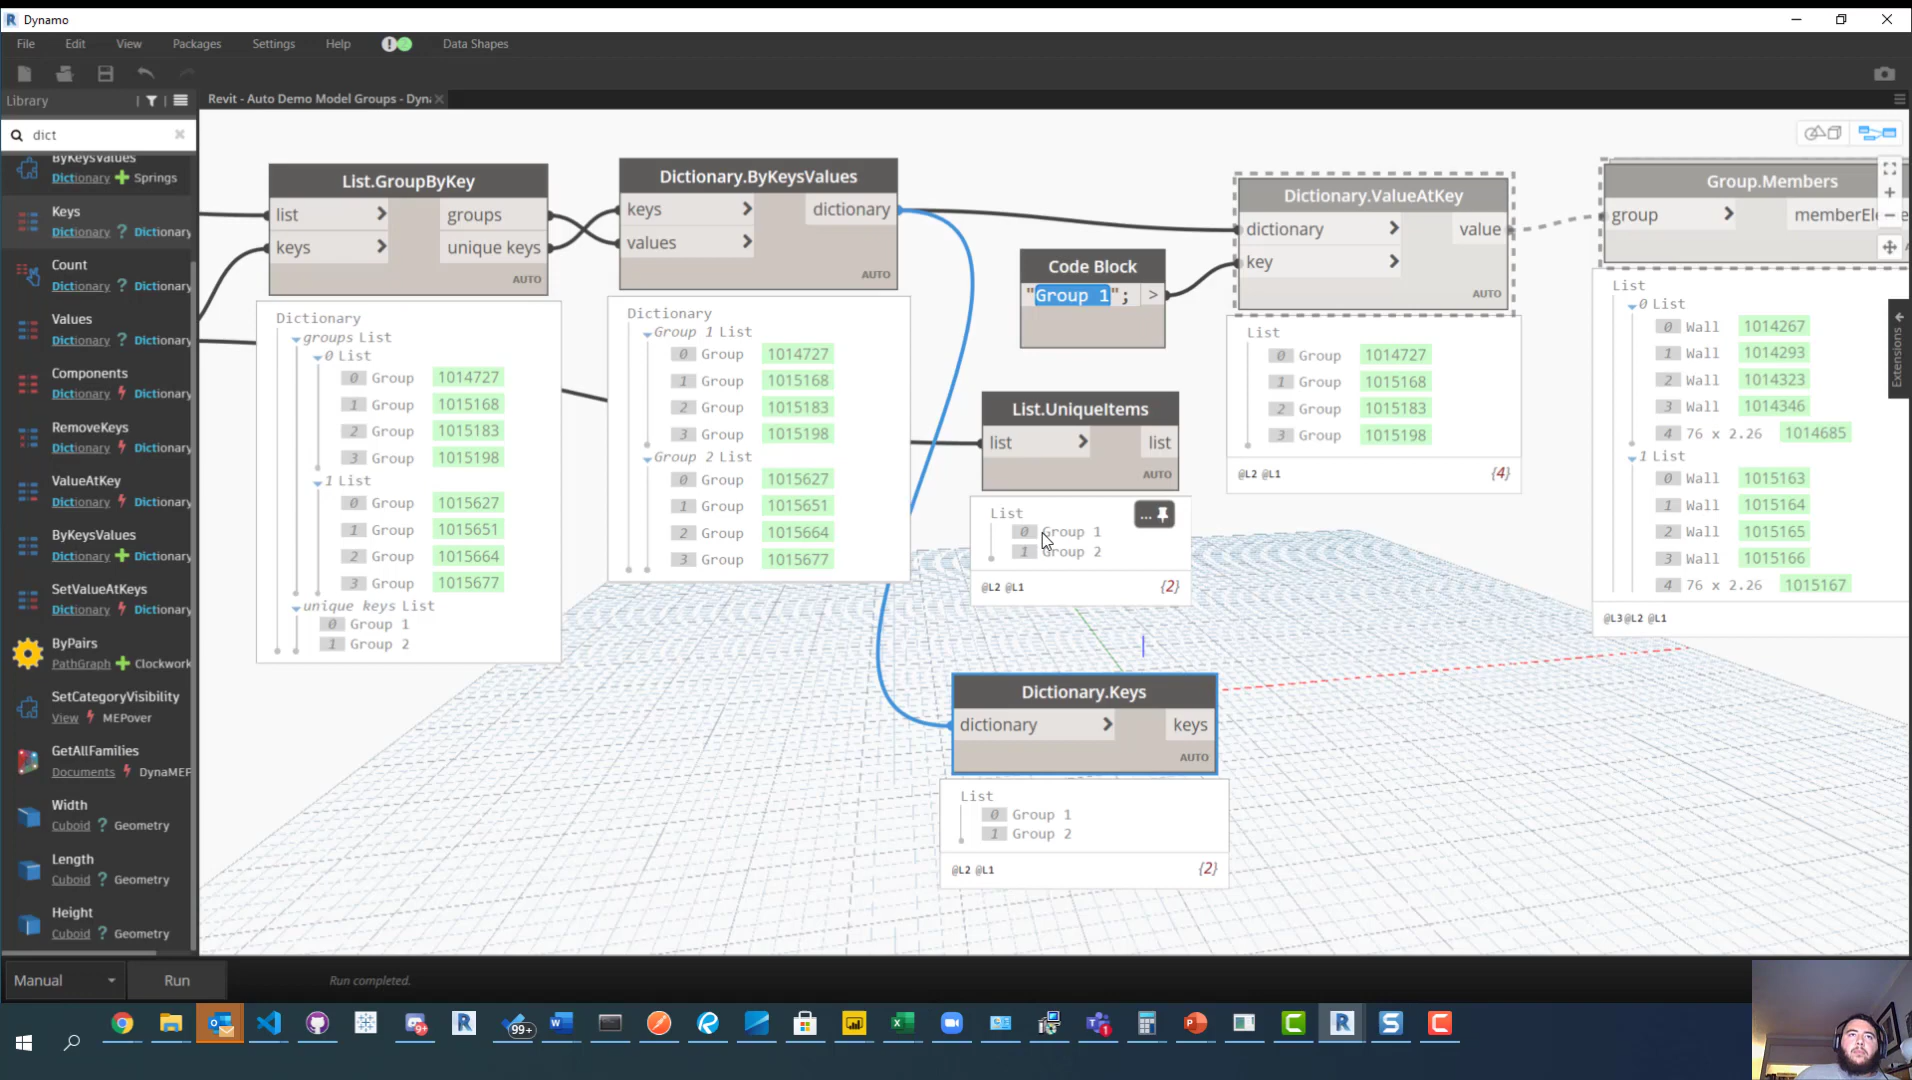 Dynamo
File Edit View Packages Settings Help Data Shapes
Library
Revit - Auto Demo Model Groups - Dyn
dict
ByKeysValues
Dictionary Springs
Keys
Dictionary ? Dictionary
Count
Dictionary ? Dictionary
Values
Dictionary ? Dictionary
Components
Dictionary Dictionary
RemoveKeys
Dictionary Dictionary
ValueAtKey
Dictionary Dictionary
ByKeysValues
Dictionary Dictionary
SetValueAtKeys
Dictionary Dictionary
ByPairs
PathGraph Clockwork
SetCategoryVisibility
View MEPover
GetAllFamilies
Documents DynaMEF
Width
Cuboid ? Geometry
Length
Cuboid ? Geometry
Height
Cuboid ? Geometry
List.GroupByKey
list > groups
keys > unique keys
AUTO
Dictionary
groups List
0 List
0 Group 1014727
1 Group 1015168
2 Group 1015183
3 Group 1015198
1 List
0 Group 1015627
1 Group 1015651
2 Group 1015664
3 Group 1015677
unique keys List
0 Group 1
1 Group 2
Dictionary.ByKeysValues
keys > dictionary
values >
AUTO
Dictionary
Group 1 List
0 Group 1014727
1 Group 1015168
2 Group 1015183
3 Group 1015198
Group 2 List
0 Group 1015627
1 Group 1015651
2 Group 1015664
3 Group 1015677
Code Block
"Group 1"; >
List.UniqueItems
list > list
AUTO
List
0 Group 1
1 Group 2
@L2 @L1 {2}
Dictionary.Keys
dictionary > keys
AUTO
List
0 Group 1
1 Group 2
@L2 @L1 {2}
Dictionary.ValueAtKey
dictionary > value
key >
AUTO
List
0 Group 1014727
1 Group 1015168
2 Group 1015183
3 Group 1015198
@L2 @L1 {4}
Group.Members
group > memberEl
List
0 List
0 Wall 1014267
1 Wall 1014293
2 Wall 1014323
3 Wall 1014346
4 76 x 2.26 1014685
1 List
0 Wall 1015163
1 Wall 1015164
2 Wall 1015165
3 Wall 1015166
4 76 x 2.26 1015167
@L3 @L2 @L1
Extensions
Manual Run Run completed.
99+